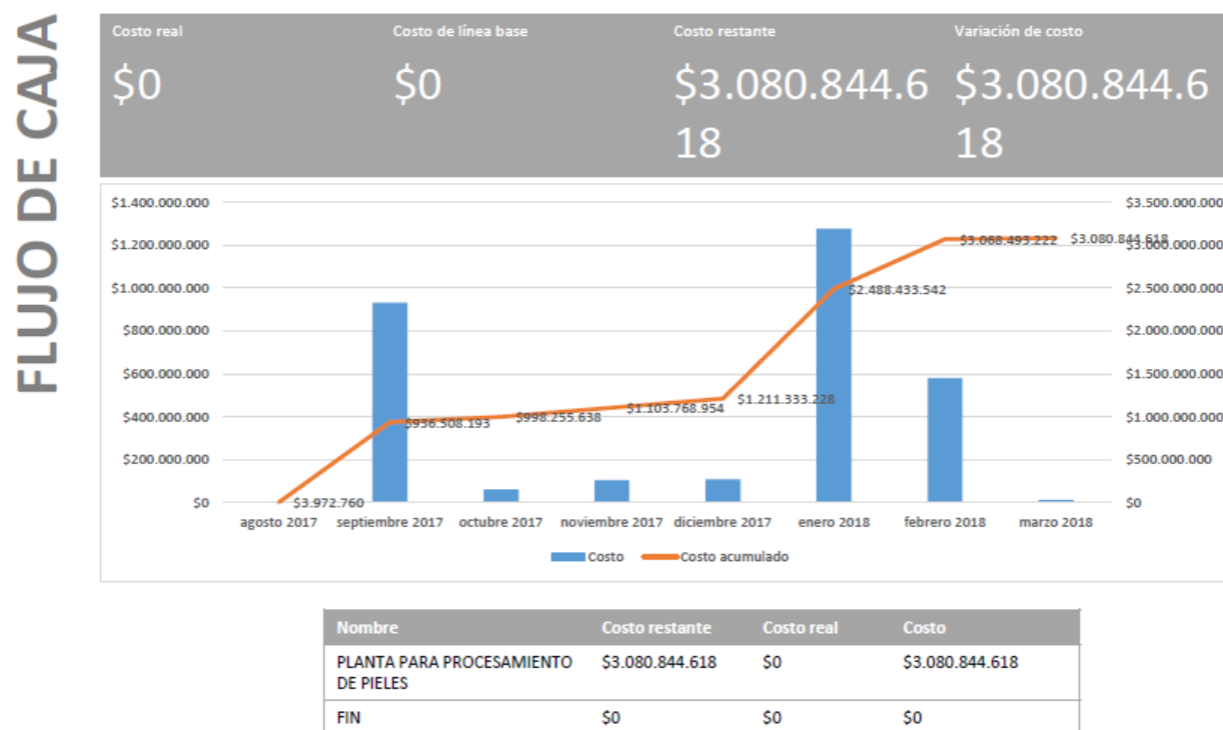 FLUJO DE CAJA
Costo real
Costo de línea base
Costo restante
Variación de costo
$0
$0
$3.080.844.6
18
$3.080.844.6
18
$1.400.000.000
$1.200.000.000
$1.000.000.000
$800.000.000
$600.000.000
$400.000.000
$200.000.000
$0
$3.500.000.000
$3.000.000.000
$2.500.000.000
$2.000.000.000
$1.500.000.000
$1.000.000.000
$500.000.000
$0
$3.972.760
$936.508.193
$998.255.638
$1.103.768.954
$1.211.333.228
$2.488.433.542
$3.068.493.222
$3.080.844.618
agosto 2017
septiembre 2017
octubre 2017
noviembre 2017
diciembre 2017
enero 2018
febrero 2018
marzo 2018
Costo
Costo acumulado
Nombre Costo restante Costo real Costo
PLANTA PARA PROCESAMIENTO $3.080.844.618 $0 $3.080.844.618
DE PIELES
FIN $0 $0 $0